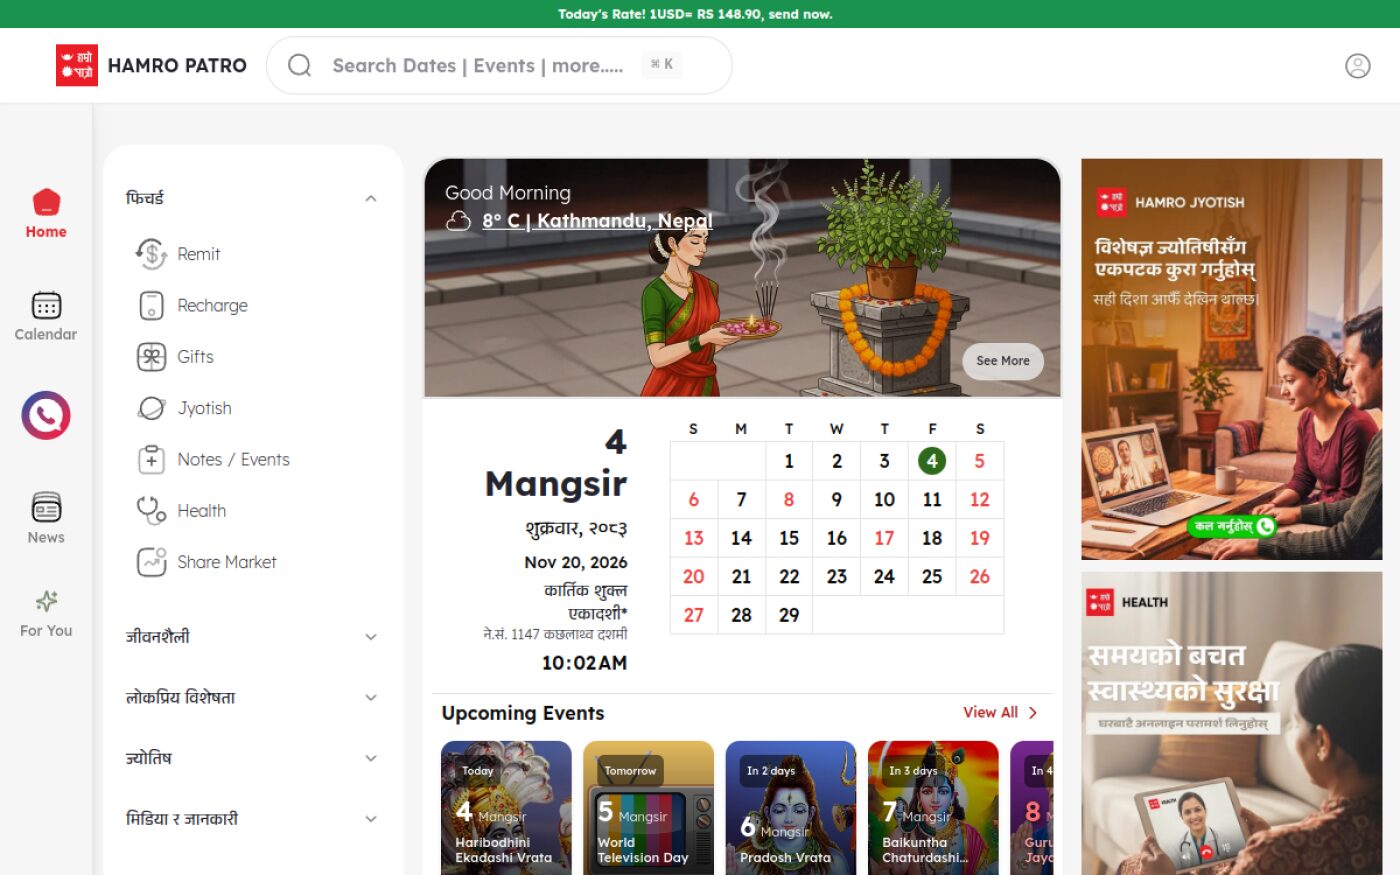 Today's Rate! 1USD= RS 148.90, send now.
हाम्रो
पात्रो
HAMRO PATRO
Search Dates | Events | more.....
⌘ K
Home
Calendar
News
For You
फिचर्ड
Remit
Recharge
Gifts
Jyotish
Notes / Events
Health
Share Market
जीवनशैली
लोकप्रिय विशेषता
ज्योतिष
मिडिया र जानकारी
Good Morning
8° C | Kathmandu, Nepal
See More
4
Mangsir
शुक्रवार, २०८३
Nov 20, 2026
कार्तिक शुक्ल
एकादशी*
ने.सं. 1147 कछलाथ्व दशमी
10:02AM
S M T W T F S
1 2 3 4 5
6 7 8 9 10 11 12
13 14 15 16 17 18 19
20 21 22 23 24 25 26
27 28 29
Upcoming Events
View All
Today
4 Mangsir
Haribodhini
Ekadashi Vrata
Tomorrow
5 Mangsir
World
Television Day
In 2 days
6 Mangsir
Pradosh Vrata
In 3 days
7 Mangsir
Baikuntha
Chaturdashi...
In 4
8 M
Guru
Jaya
HAMRO JYOTISH
विशेषज्ञ ज्योतिषीसँग
एकपटक कुरा गर्नुहोस्
सही दिशा आफैँ देखिन थाल्छ।
कल गर्नुहोस्
HEALTH
समयको बचत
स्वास्थ्यको सुरक्षा
घरबाटै अनलाइन परामर्श लिनुहोस्